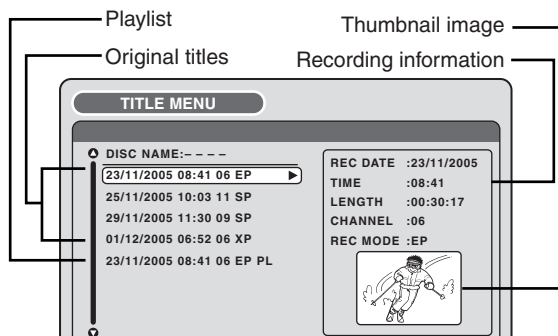 Playlist
Thumbnail image
Original titles
Recording information
TITLE MENU
DISC NAME:– – – –
23/11/2005 08:41 06 EP
25/11/2005 10:03 11 SP
29/11/2005 11:30 09 SP
01/12/2005 06:52 06 XP
23/11/2005 08:41 06 EP PL
REC DATE :23/11/2005
TIME :08:41
LENGTH :00:30:17
CHANNEL :06
REC MODE :EP